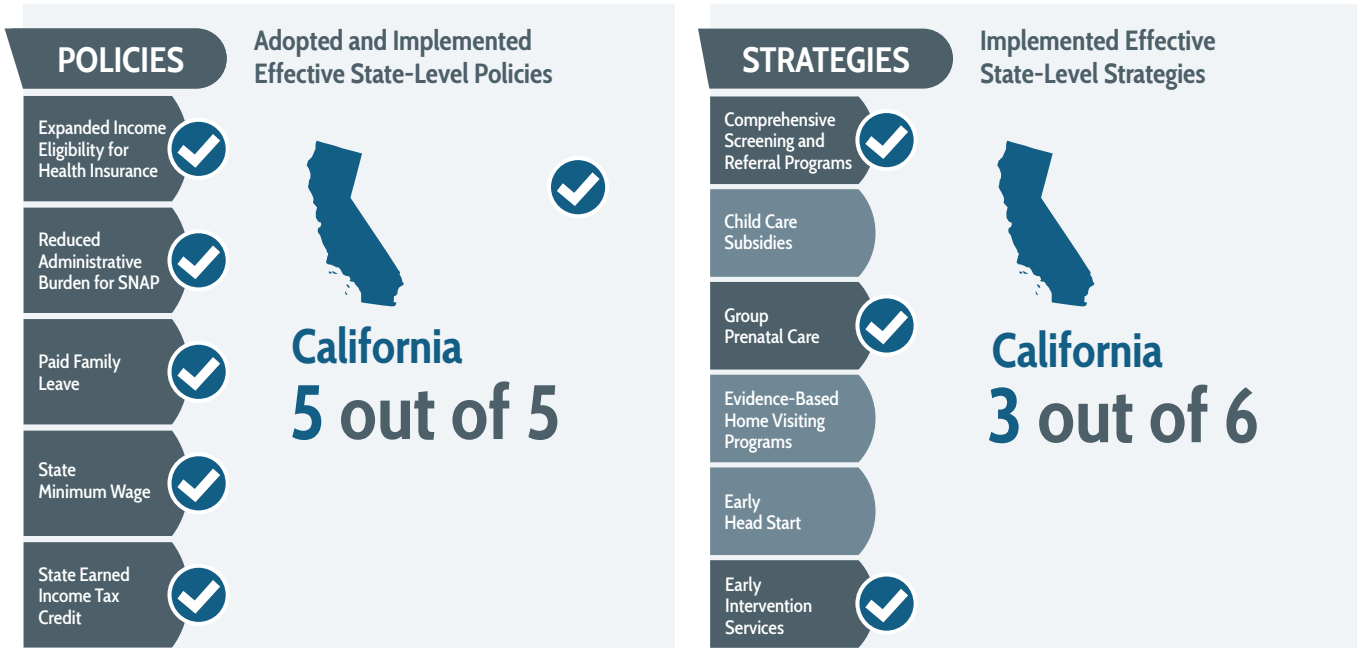 POLICIES
Adopted and Implemented
Effective State-Level Policies
Expanded Income
Eligibility for
Health Insurance
Reduced
Administrative
Burden for SNAP
Paid Family
Leave
State
Minimum Wage
State Earned
Income Tax
Credit
California
5 out of 5
STRATEGIES
Implemented Effective
State-Level Strategies
Comprehensive
Screening and
Referral Programs
Child Care
Subsidies
Group
Prenatal Care
Evidence-Based
Home Visiting
Programs
Early
Head Start
Early
Intervention
Services
California
3 out of 6